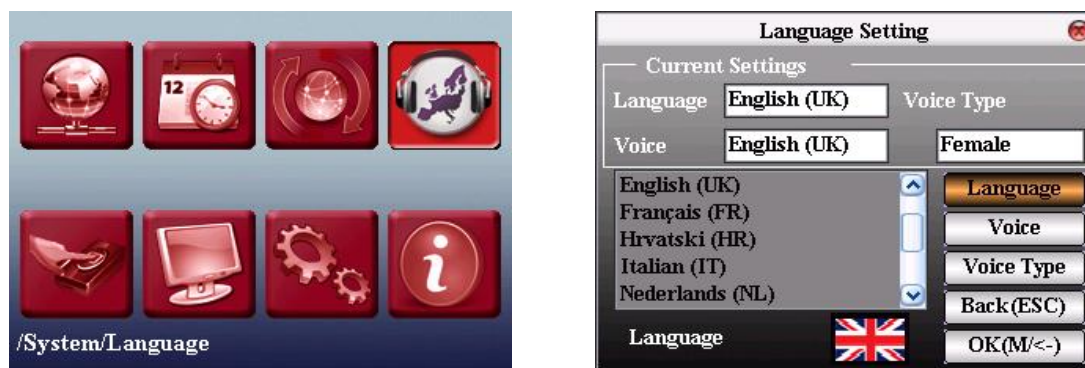 12
/System/Language
Language Setting
Current Settings
Language English (UK) Voice Type
Voice English (UK) Female
English (UK)
Français (FR)
Hrvatski (HR)
Italian (IT)
Nederlands (NL)
Language
Language
Voice
Voice Type
Back(ESC)
OK(M/<-)